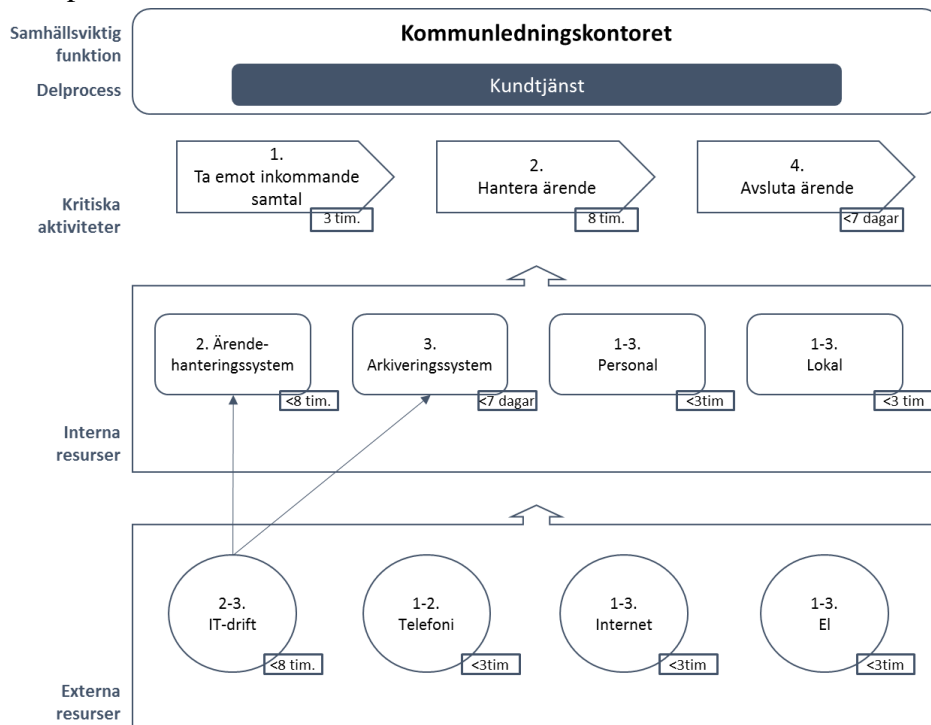 Samhällsviktig
funktion
Kommunledningskontoret
Delprocess
Kundtjänst
Kritiska
aktiviteter
1.
Ta emot inkommande
samtal
3 tim.
2.
Hantera ärende
8 tim.
4.
Avsluta ärende
<7 dagar
Interna
resurser
2. Ärende-
hanteringssystem
<8 tim.
3.
Arkiveringssystem
<7 dagar
1-3.
Personal
<3tim
1-3.
Lokal
<3 tim
Externa
resurser
2-3.
IT-drift
<8 tim.
1-2.
Telefoni
<3tim
1-3.
Internet
<3tim
1-3.
El
<3tim